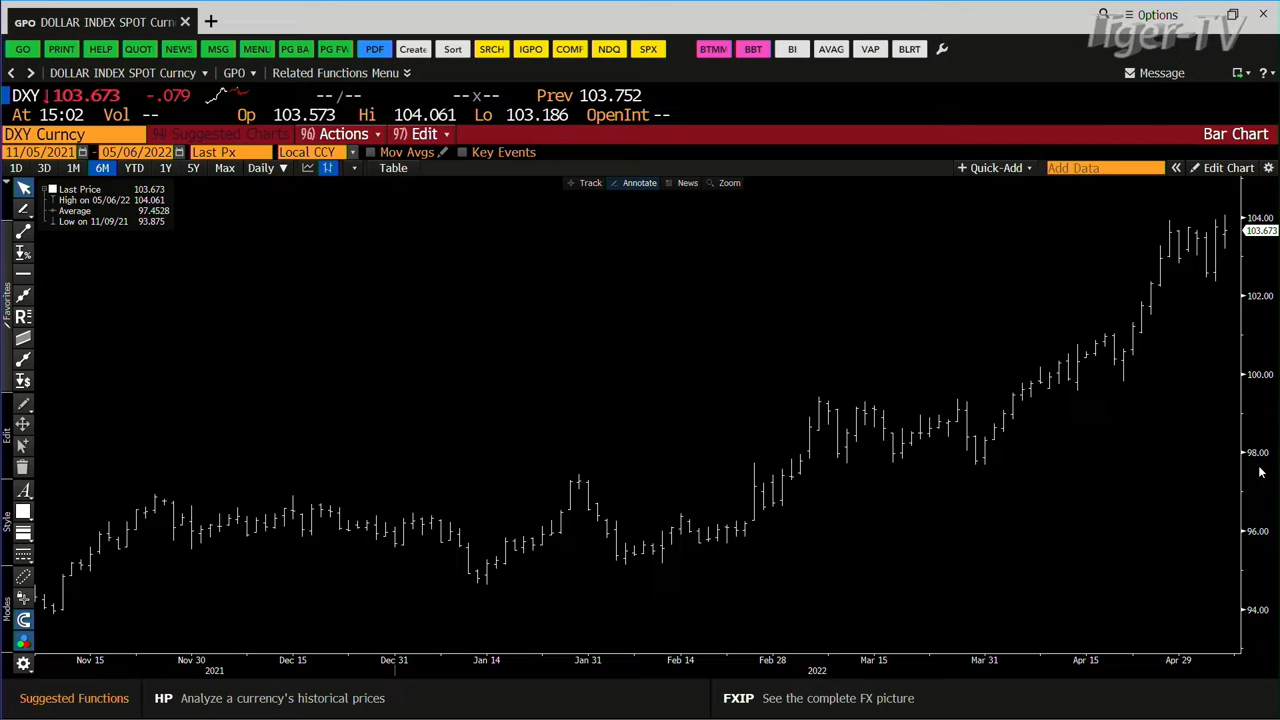 GPO DOLLAR INDEX SPOT Curn
Options
Tiger-TV
GO PRINT HELP QUOT NEWS MSG MENU PG BA PG FW PDF Create Sort SRCH IGPO COMF NDQ SPX BTMM BBT BI AVAG VAP BLRT
DOLLAR INDEX SPOT Curncy GPO Related Functions Menu Message ?
DXY 103.673 -.079 -- / -- -- x -- Prev 103.752
At 15:02 Vol -- Op 103.573 Hi 104.061 Lo 103.186 OpenInt --
DXY Curncy 94) Suggested Charts 96) Actions 97) Edit Bar Chart
11/05/2021 - 05/06/2022 Last Px Local CCY Mov Avgs Key Events
1D 3D 1M 6M YTD 1Y 5Y Max Daily Table + Quick-Add Add Data « Edit Chart
Track Annotate News Zoom
Last Price 103.673
High on 05/06/22 104.061
Average 97.4528
Low on 11/09/21 93.875
104.00
103.673
102.00
100.00
98.00
96.00
94.00
Favorites
Edit
Style
Modes
Nov 15 Nov 30 Dec 15 Dec 31 Jan 14 Jan 31 Feb 14 Feb 28 Mar 15 Mar 31 Apr 15 Apr 29
2021 2022
Suggested Functions HP Analyze a currency's historical prices FXIP See the complete FX picture